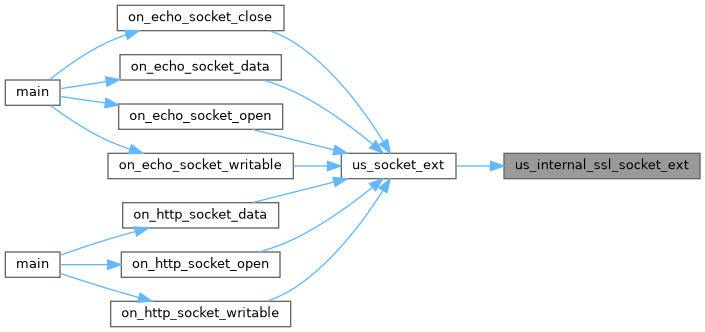 on_echo_socket_close
on_echo_socket_data
main
on_echo_socket_open
on_echo_socket_writable
us_socket_ext
us_internal_ssl_socket_ext
on_http_socket_data
main
on_http_socket_open
on_http_socket_writable